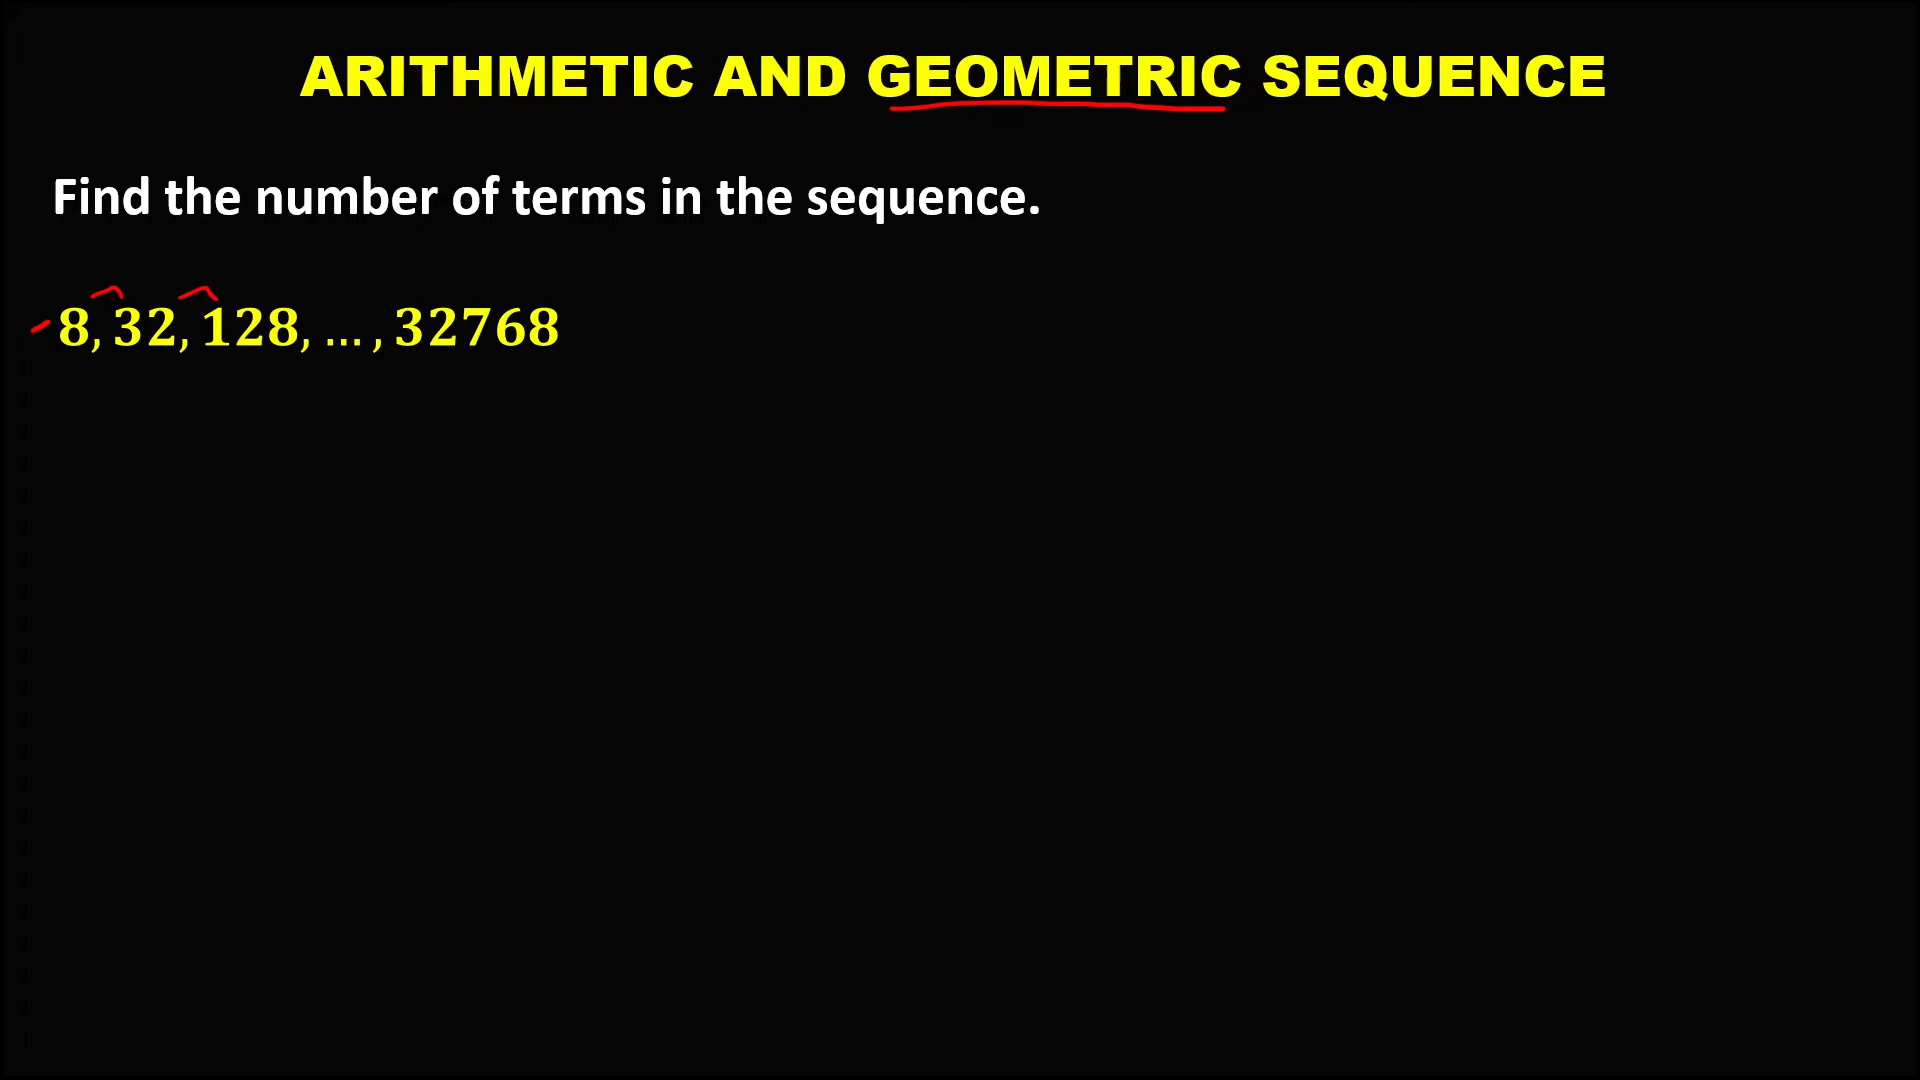 ARITHMETIC AND GEOMETRIC SEQUENCE
Find the number of terms in the sequence.
8, 32, 128, … , 32768